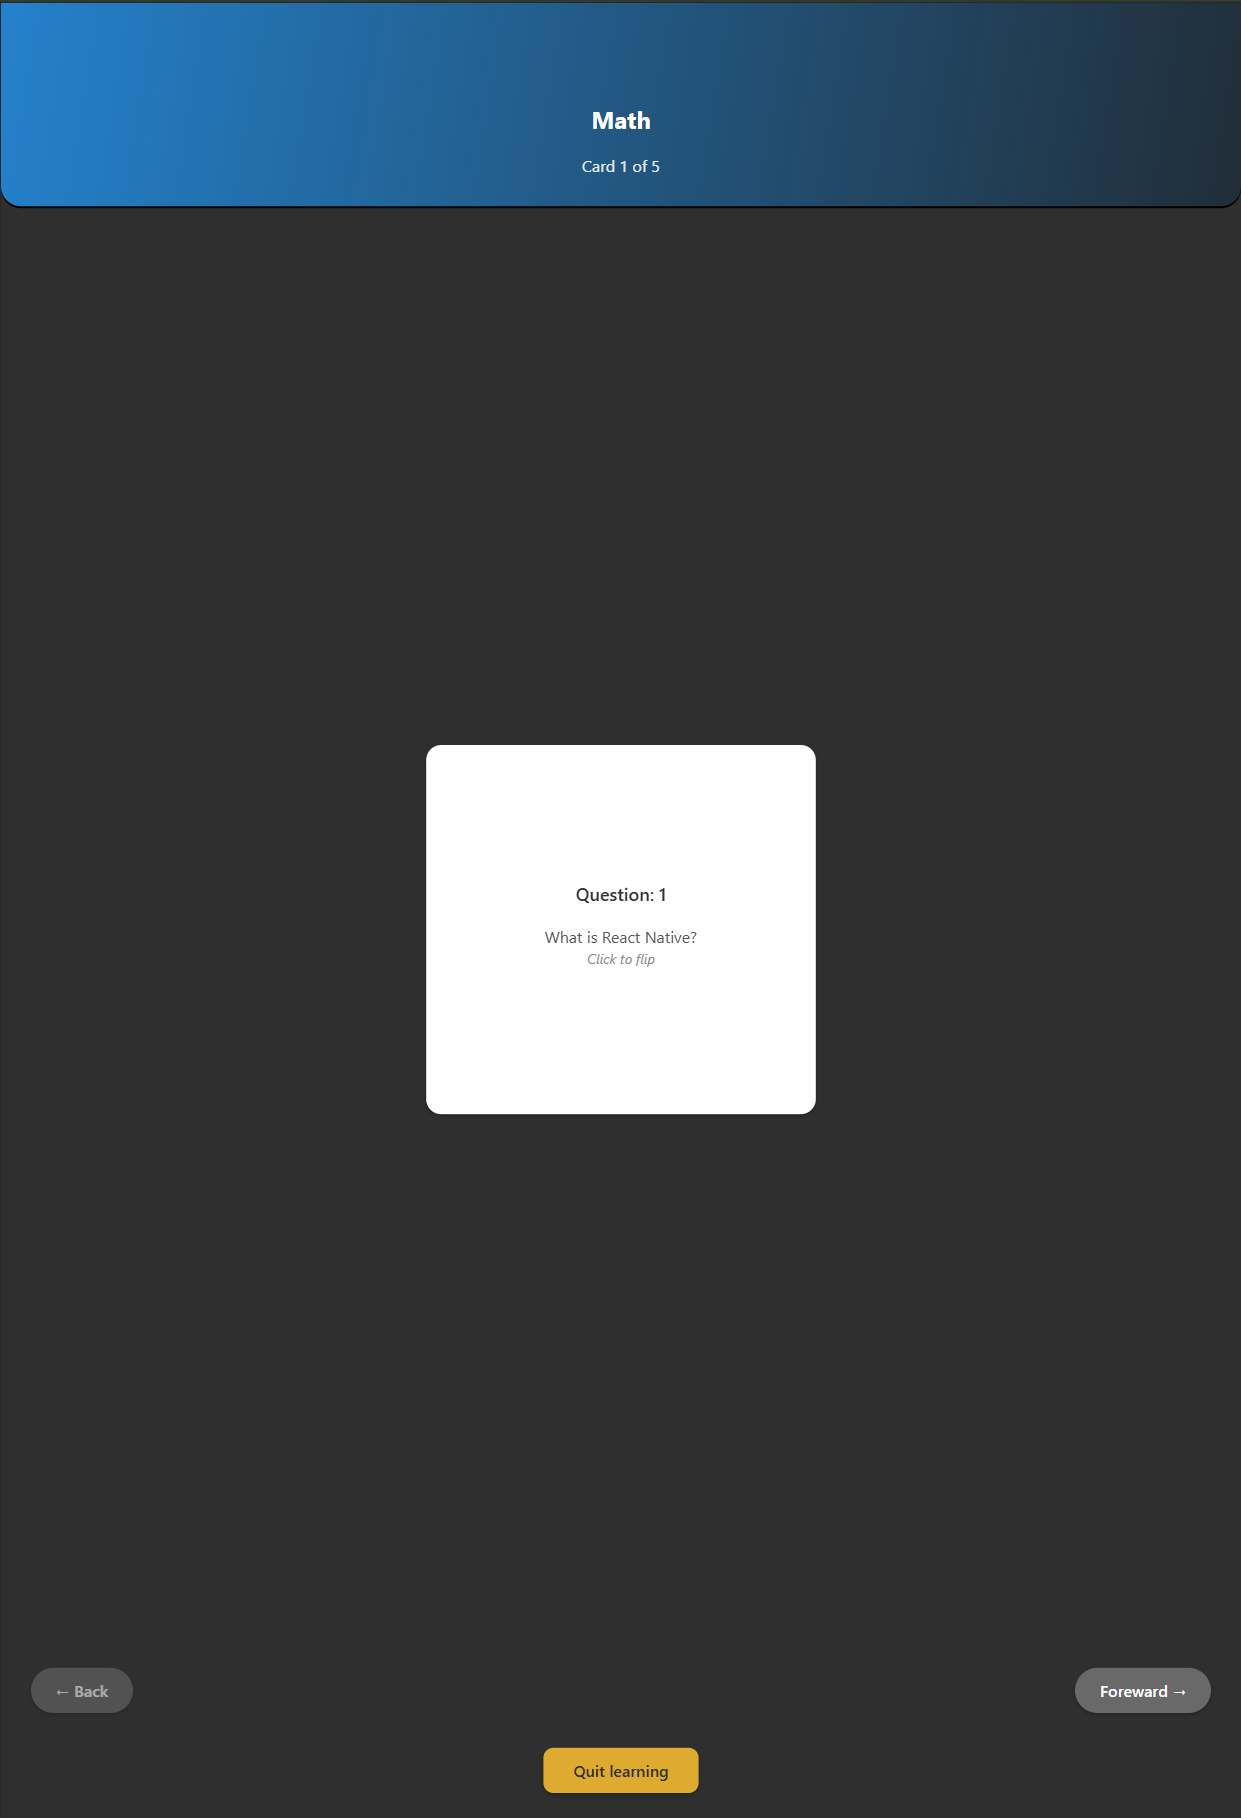 Math
Card 1 of 5
Question: 1
What is React Native?
Click to flip
← Back
Foreward →
Quit learning